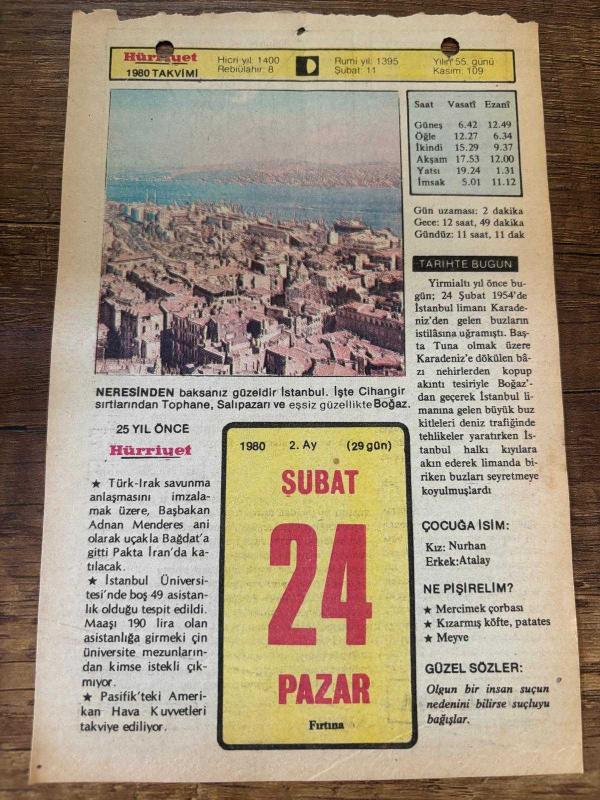 Hürriyet
1980 TAKVİMİ
Hicri yıl: 1400
Rebiülâhır: 8
Rumi yıl: 1395
Şubat: 11
Yılın 55. günü
Kasım: 109
Saat Vasatî Ezanî
Güneş 6.42 12.49
Öğle 12.27 6.34
İkindi 15.29 9.37
Akşam 17.53 12.00
Yatsı 19.24 1.31
İmsak 5.01 11.12
Gün uzaması: 2 dakika
Gece: 12 saat, 49 dakika
Gündüz: 11 saat, 11 dak
TARİHTE BUGÜN
Yirmialtı yıl önce bu-
gün; 24 Şubat 1954'de
İstanbul limanı Karade-
niz'den gelen buzların
istilâsına uğramıştı. Baş-
ta Tuna olmak üzere
Karadeniz'e dökülen bâ-
zı nehirlerden kopup
akıntı tesiriyle Boğaz'-
dan geçerek İstanbul li-
manına gelen büyük buz
kitleleri deniz trafiğinde
tehlikeler yaratırken İs-
tanbul halkı kıyılara
akın ederek limanda bi-
riken buzları seyretmeye
koyulmuşlardı
NERESİNDEN baksanız güzeldir İstanbul. İşte Cihangir
sırtlarından Tophane, Salıpazarı ve eşsiz güzellikte Boğaz.
25 YIL ÖNCE
Hürriyet
★ Türk-Irak savunma
anlaşmasını imzala-
mak üzere, Başbakan
Adnan Menderes ani
olarak uçakla Bağdat'a
gitti Pakta İran'da ka-
tılacak.
★ İstanbul Üniversi-
tesi'nde boş 49 asistan-
lık olduğu tespit edildi.
Maaşı 190 lira olan
asistanlığa girmeki çin
üniversite mezunların-
dan kimse istekli çık-
mıyor.
★ Pasifik'teki Ameri-
kan Hava Kuvvetleri
takviye ediliyor.
1980 2. Ay (29 gün)
ŞUBAT
24
PAZAR
Fırtına
ÇOCUĞA İSİM:
Kız: Nurhan
Erkek: Atalay
NE PİŞİRELİM?
★ Mercimek çorbası
★ Kızarmış köfte, patates
★ Meyve
GÜZEL SÖZLER:
Olgun bir insan suçun
nedenini bilirse suçluyu
bağışlar.